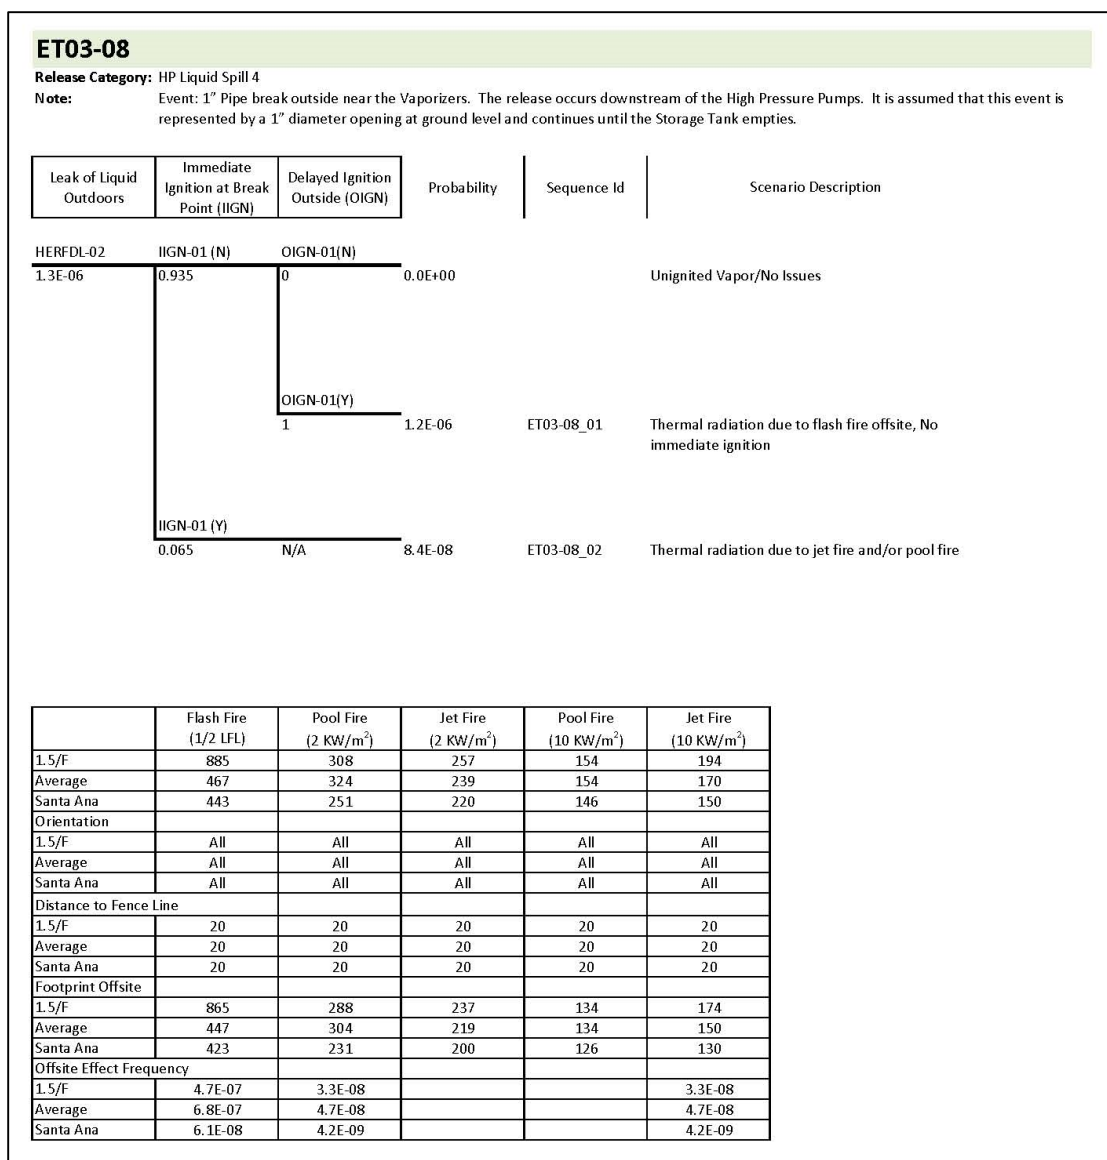 ET03-08
Release Category: HP Liquid Spill 4
Note: Event: 1" Pipe break outside near the Vaporizers. The release occurs downstream of the High Pressure Pumps. It is assumed that this event is
represented by a 1" diameter opening at ground level and continues until the Storage Tank empties.
Leak of Liquid Outdoors
Immediate Ignition at Break Point (IIGN)
Delayed Ignition Outside (OIGN)
Probability
Sequence Id
Scenario Description
HERFDL-02 IIGN-01 (N) OIGN-01(N)
1.3E-06 0.935 0 0.0E+00 Unignited Vapor/No Issues
OIGN-01(Y)
1 1.2E-06 ET03-08_01 Thermal radiation due to flash fire offsite, No
immediate ignition
IIGN-01 (Y)
0.065 N/A 8.4E-08 ET03-08_02 Thermal radiation due to jet fire and/or pool fire
Flash Fire Pool Fire Jet Fire Pool Fire Jet Fire
(1/2 LFL) (2 KW/m²) (2 KW/m²) (10 KW/m²) (10 KW/m²)
1.5/F 885 308 257 154 194
Average 467 324 239 154 170
Santa Ana 443 251 220 146 150
Orientation
1.5/F All All All All All
Average All All All All All
Santa Ana All All All All All
Distance to Fence Line
1.5/F 20 20 20 20 20
Average 20 20 20 20 20
Santa Ana 20 20 20 20 20
Footprint Offsite
1.5/F 865 288 237 134 174
Average 447 304 219 134 150
Santa Ana 423 231 200 126 130
Offsite Effect Frequency
1.5/F 4.7E-07 3.3E-08 3.3E-08
Average 6.8E-07 4.7E-08 4.7E-08
Santa Ana 6.1E-08 4.2E-09 4.2E-09